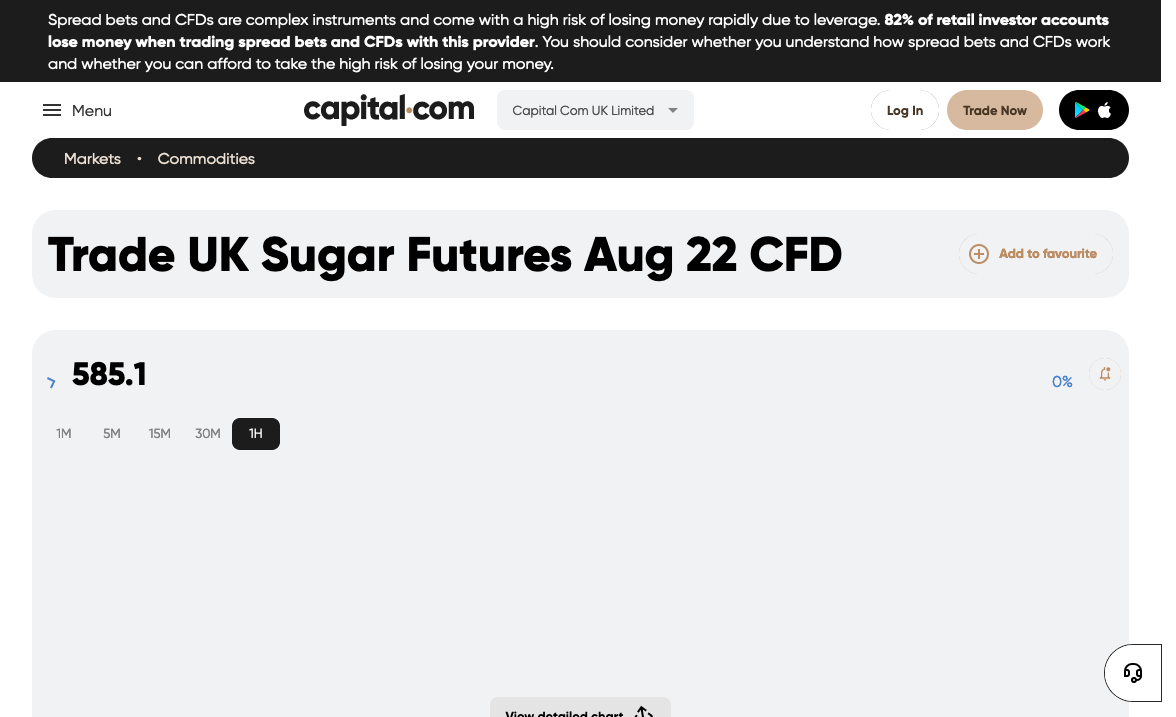 Spread bets and CFDs are complex instruments and come with a high risk of losing money rapidly due to leverage. 82% of retail investor accounts
lose money when trading spread bets and CFDs with this provider. You should consider whether you understand how spread bets and CFDs work
and whether you can afford to take the high risk of losing your money.
Menu
capital.com
Capital Com UK Limited
Log In
Trade Now
Markets • Commodities
Trade UK Sugar Futures Aug 22 CFD
Add to favourite
585.1
0%
1M 5M 15M 30M 1H
View detailed chart